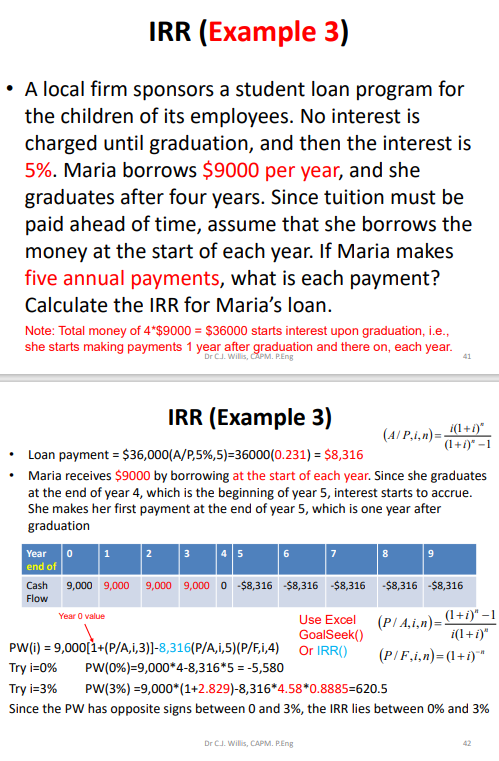 IRR (Example 3)
• A local firm sponsors a student loan program for
the children of its employees. No interest is
charged until graduation, and then the interest is
5%. Maria borrows $9000 per year, and she
graduates after four years. Since tuition must be
paid ahead of time, assume that she borrows the
money at the start of each year. If Maria makes
five annual payments, what is each payment?
Calculate the IRR for Maria's loan.
Note: Total money of 4*$9000 = $36000 starts interest upon graduation, i.e.,
she starts making payments 1 year after graduation and there on, each year.
Dr C.J. Willis, CAPM. P.Eng 41
IRR (Example 3)
(A/P,i,n)= i(1+i)^n / (1+i)^n −1
• Loan payment = $36,000(A/P,5%,5)=36000(0.231) = $8,316
• Maria receives $9000 by borrowing at the start of each year. Since she graduates
at the end of year 4, which is the beginning of year 5, interest starts to accrue.
She makes her first payment at the end of year 5, which is one year after
graduation
Year end of 0 1 2 3 4 5 6 7 8 9
Cash Flow 9,000 9,000 9,000 9,000 0 -$8,316 -$8,316 -$8,316 -$8,316 -$8,316
Year 0 value
Use Excel
GoalSeek()
Or IRR()
(P/A,i,n)= (1+i)^n −1 / i(1+i)^n
(P/F,i,n)=(1+i)^−n
PW(i) = 9,000[1+(P/A,i,3)]-8,316(P/A,i,5)(P/F,i,4)
Try i=0% PW(0%)=9,000*4-8,316*5 = -5,580
Try i=3% PW(3%) =9,000*(1+2.829)-8,316*4.58*0.8885=620.5
Since the PW has opposite signs between 0 and 3%, the IRR lies between 0% and 3%
Dr C.J. Willis, CAPM. P.Eng 42